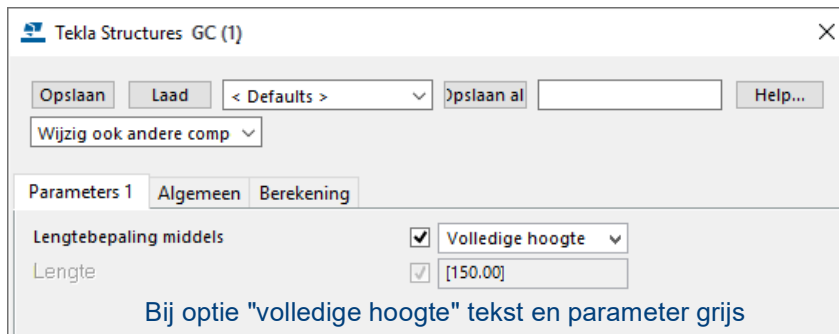 Tekla Structures GC (1)
Opslaan Laad < Defaults > Opslaan al Help...
Wijzig ook andere comp
Parameters 1 Algemeen Berekening
Lengtebepaling middels Volledige hoogte
Lengte [150.00]
Bij optie "volledige hoogte" tekst en parameter grijs